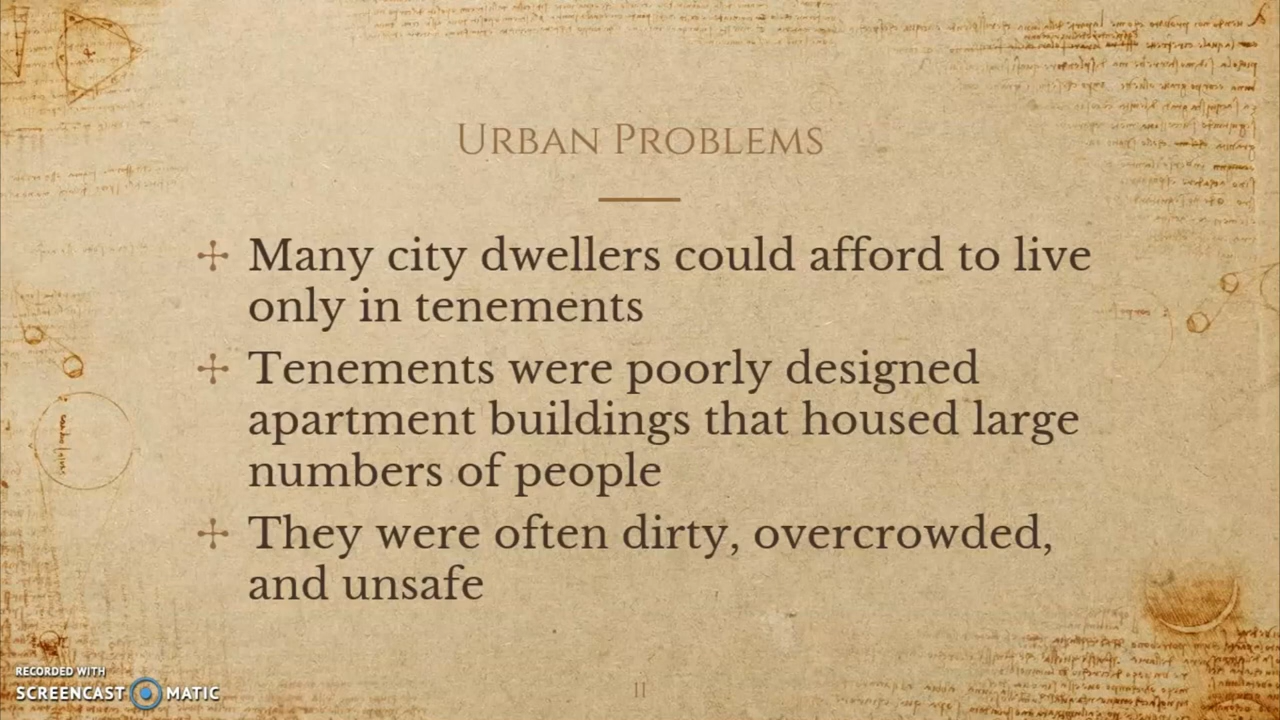 Urban Problems
Many city dwellers could afford to live
only in tenements
Tenements were poorly designed
apartment buildings that housed large
numbers of people
They were often dirty, overcrowded,
and unsafe
RECORDED WITH
SCREENCAST MATIC
11